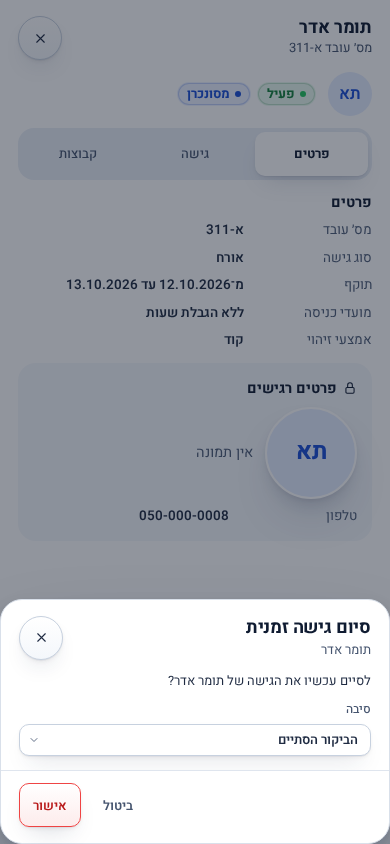 תומר אדר
מס׳ עובד א-311
תא
פעיל
מסונכרן
פרטים
גישה
קבוצות
פרטים
מס׳ עובד א-311
סוג גישה אורח
תוקף מ־12.10.2026 עד 13.10.2026
מועדי כניסה ללא הגבלת שעות
אמצעי זיהוי קוד
פרטים רגישים
תא
אין תמונה
טלפון 050-000-0008
סיום גישה זמנית
תומר אדר
לסיים עכשיו את הגישה של תומר אדר?
סיבה
הביקור הסתיים
ביטול
אישור